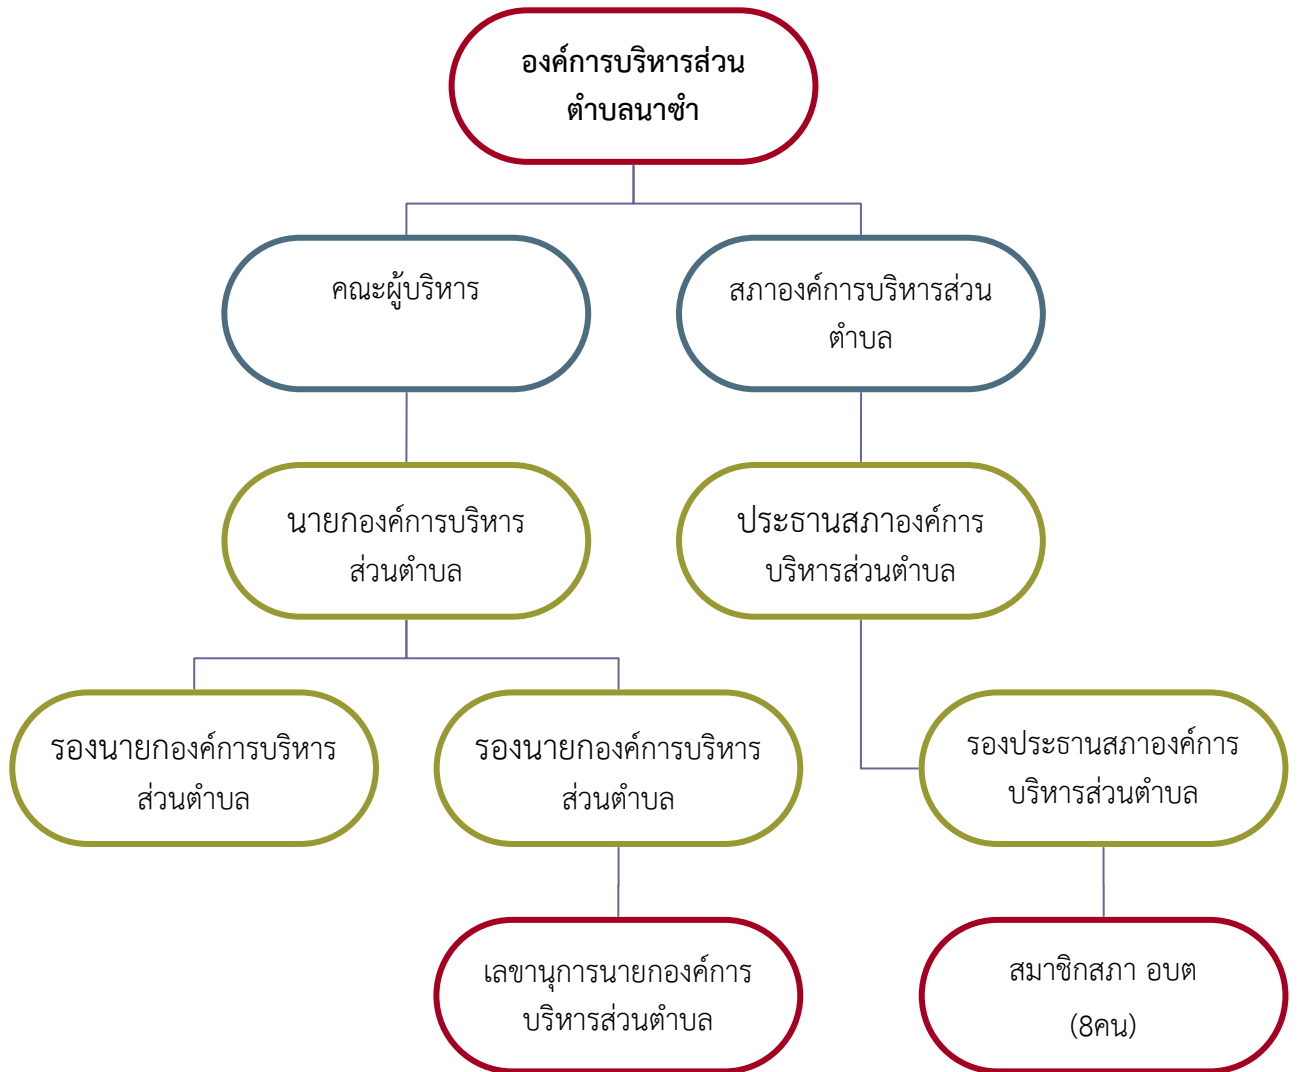 องค์การบริหารส่วน
ตำบลนาซำ
คณะผู้บริหาร
สภาองค์การบริหารส่วน
ตำบล
นายกองค์การบริหาร
ส่วนตำบล
ประธานสภาองค์การ
บริหารส่วนตำบล
รองนายกองค์การบริหาร
ส่วนตำบล
รองนายกองค์การบริหาร
ส่วนตำบล
รองประธานสภาองค์การ
บริหารส่วนตำบล
เลขานุการนายกองค์การ
บริหารส่วนตำบล
สมาชิกสภา อบต
(8คน)